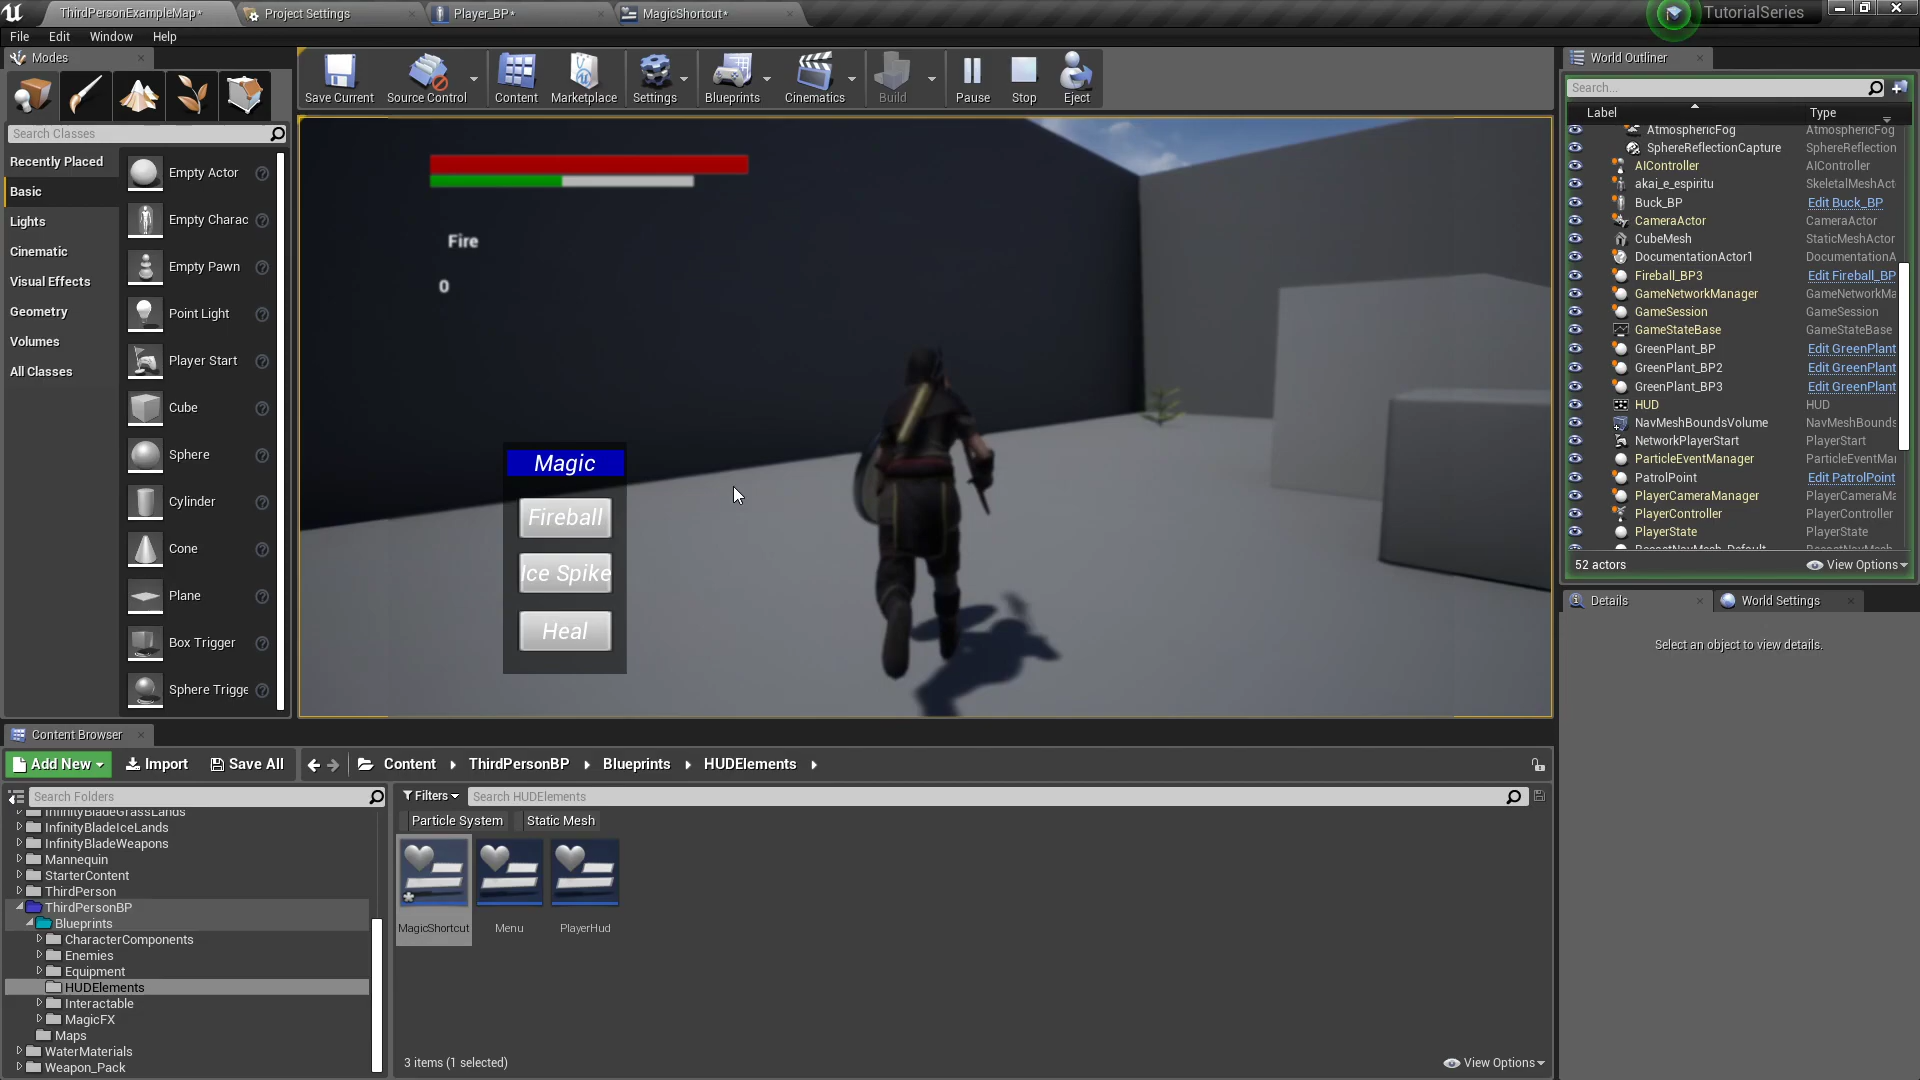 ThirdPersonExampleMap*
Project Settings
Player_BP*
MagicShortcut*
TutorialSeries
File Edit Window Help
Modes
Search Classes
Recently Placed
Basic
Lights
Cinematic
Visual Effects
Geometry
Volumes
All Classes
Empty Actor
Empty Charac
Empty Pawn
Point Light
Player Start
Cube
Sphere
Cylinder
Cone
Plane
Box Trigger
Sphere Trigge
Save Current
Source Control
Content
Marketplace
Settings
Blueprints
Cinematics
Build
Pause
Stop
Eject
Fire
0
Magic
Fireball
Ice Spike
Heal
World Outliner
Search...
Label Type
AtmosphericFog AtmosphericFog
SphereReflectionCapture SphereReflection
AIController AIController
akai_e_espiritu SkeletalMeshAct
Buck_BP Edit Buck_BP
CameraActor CameraActor
CubeMesh StaticMeshActor
DocumentationActor1 DocumentationA
Fireball_BP3 Edit Fireball_BP
GameNetworkManager GameNetworkMa
GameSession GameSession
GameStateBase GameStateBase
GreenPlant_BP Edit GreenPlant
GreenPlant_BP2 Edit GreenPlant
GreenPlant_BP3 Edit GreenPlant
HUD HUD
NavMeshBoundsVolume NavMeshBounds
NetworkPlayerStart PlayerStart
ParticleEventManager ParticleEventMa
PatrolPoint Edit PatrolPoint
PlayerCameraManager PlayerCameraMa
PlayerController PlayerController
PlayerState PlayerState
52 actors
View Options
Details
World Settings
Select an object to view details.
Content Browser
Add New
Import
Save All
Content
ThirdPersonBP
Blueprints
HUDElements
Search Folders
InfinityBladeGrassLands
InfinityBladeIceLands
InfinityBladeWeapons
Mannequin
StarterContent
ThirdPerson
ThirdPersonBP
Blueprints
CharacterComponents
Enemies
Equipment
HUDElements
Interactable
MagicFX
Maps
WaterMaterials
Weapon_Pack
Filters
Search HUDElements
Particle System
Static Mesh
MagicShortcut
Menu
PlayerHud
3 items (1 selected)
View Options